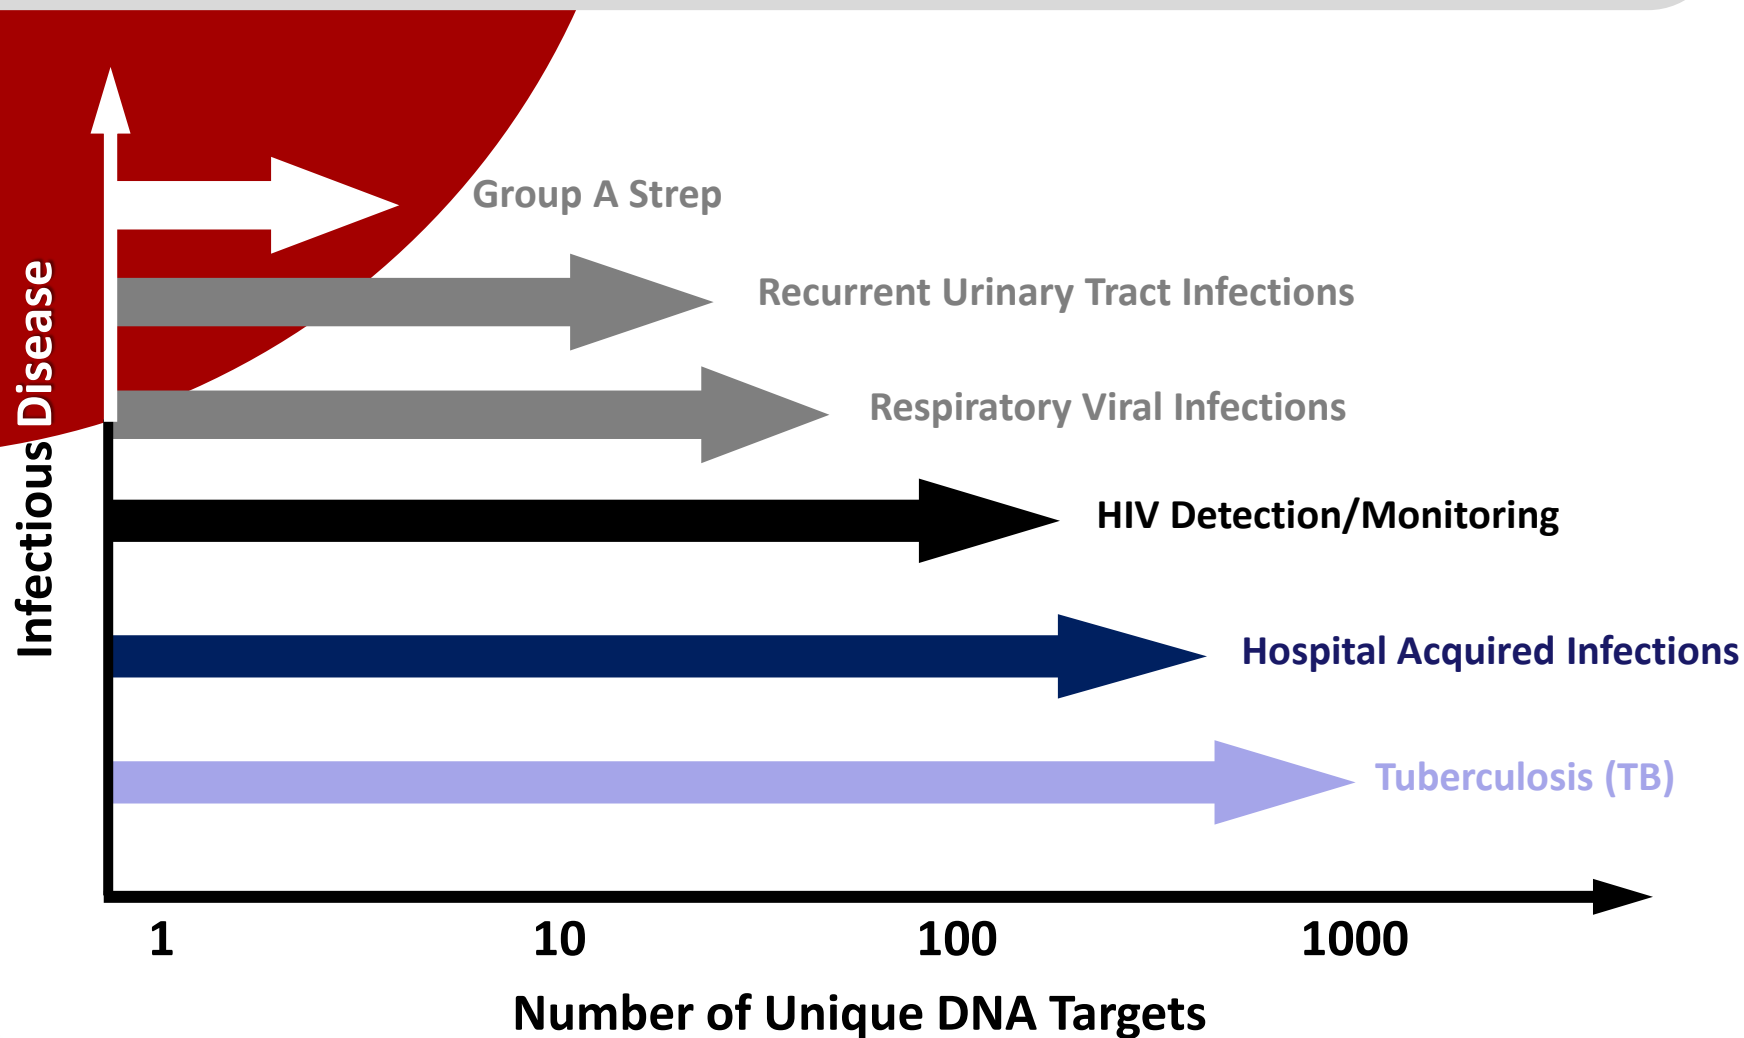 Group A Strep
Recurrent Urinary Tract Infections
Respiratory Viral Infections
HIV Detection/Monitoring
Hospital Acquired Infections
Tuberculosis (TB)
Infectious Disease
1 10 100 1000
Number of Unique DNA Targets